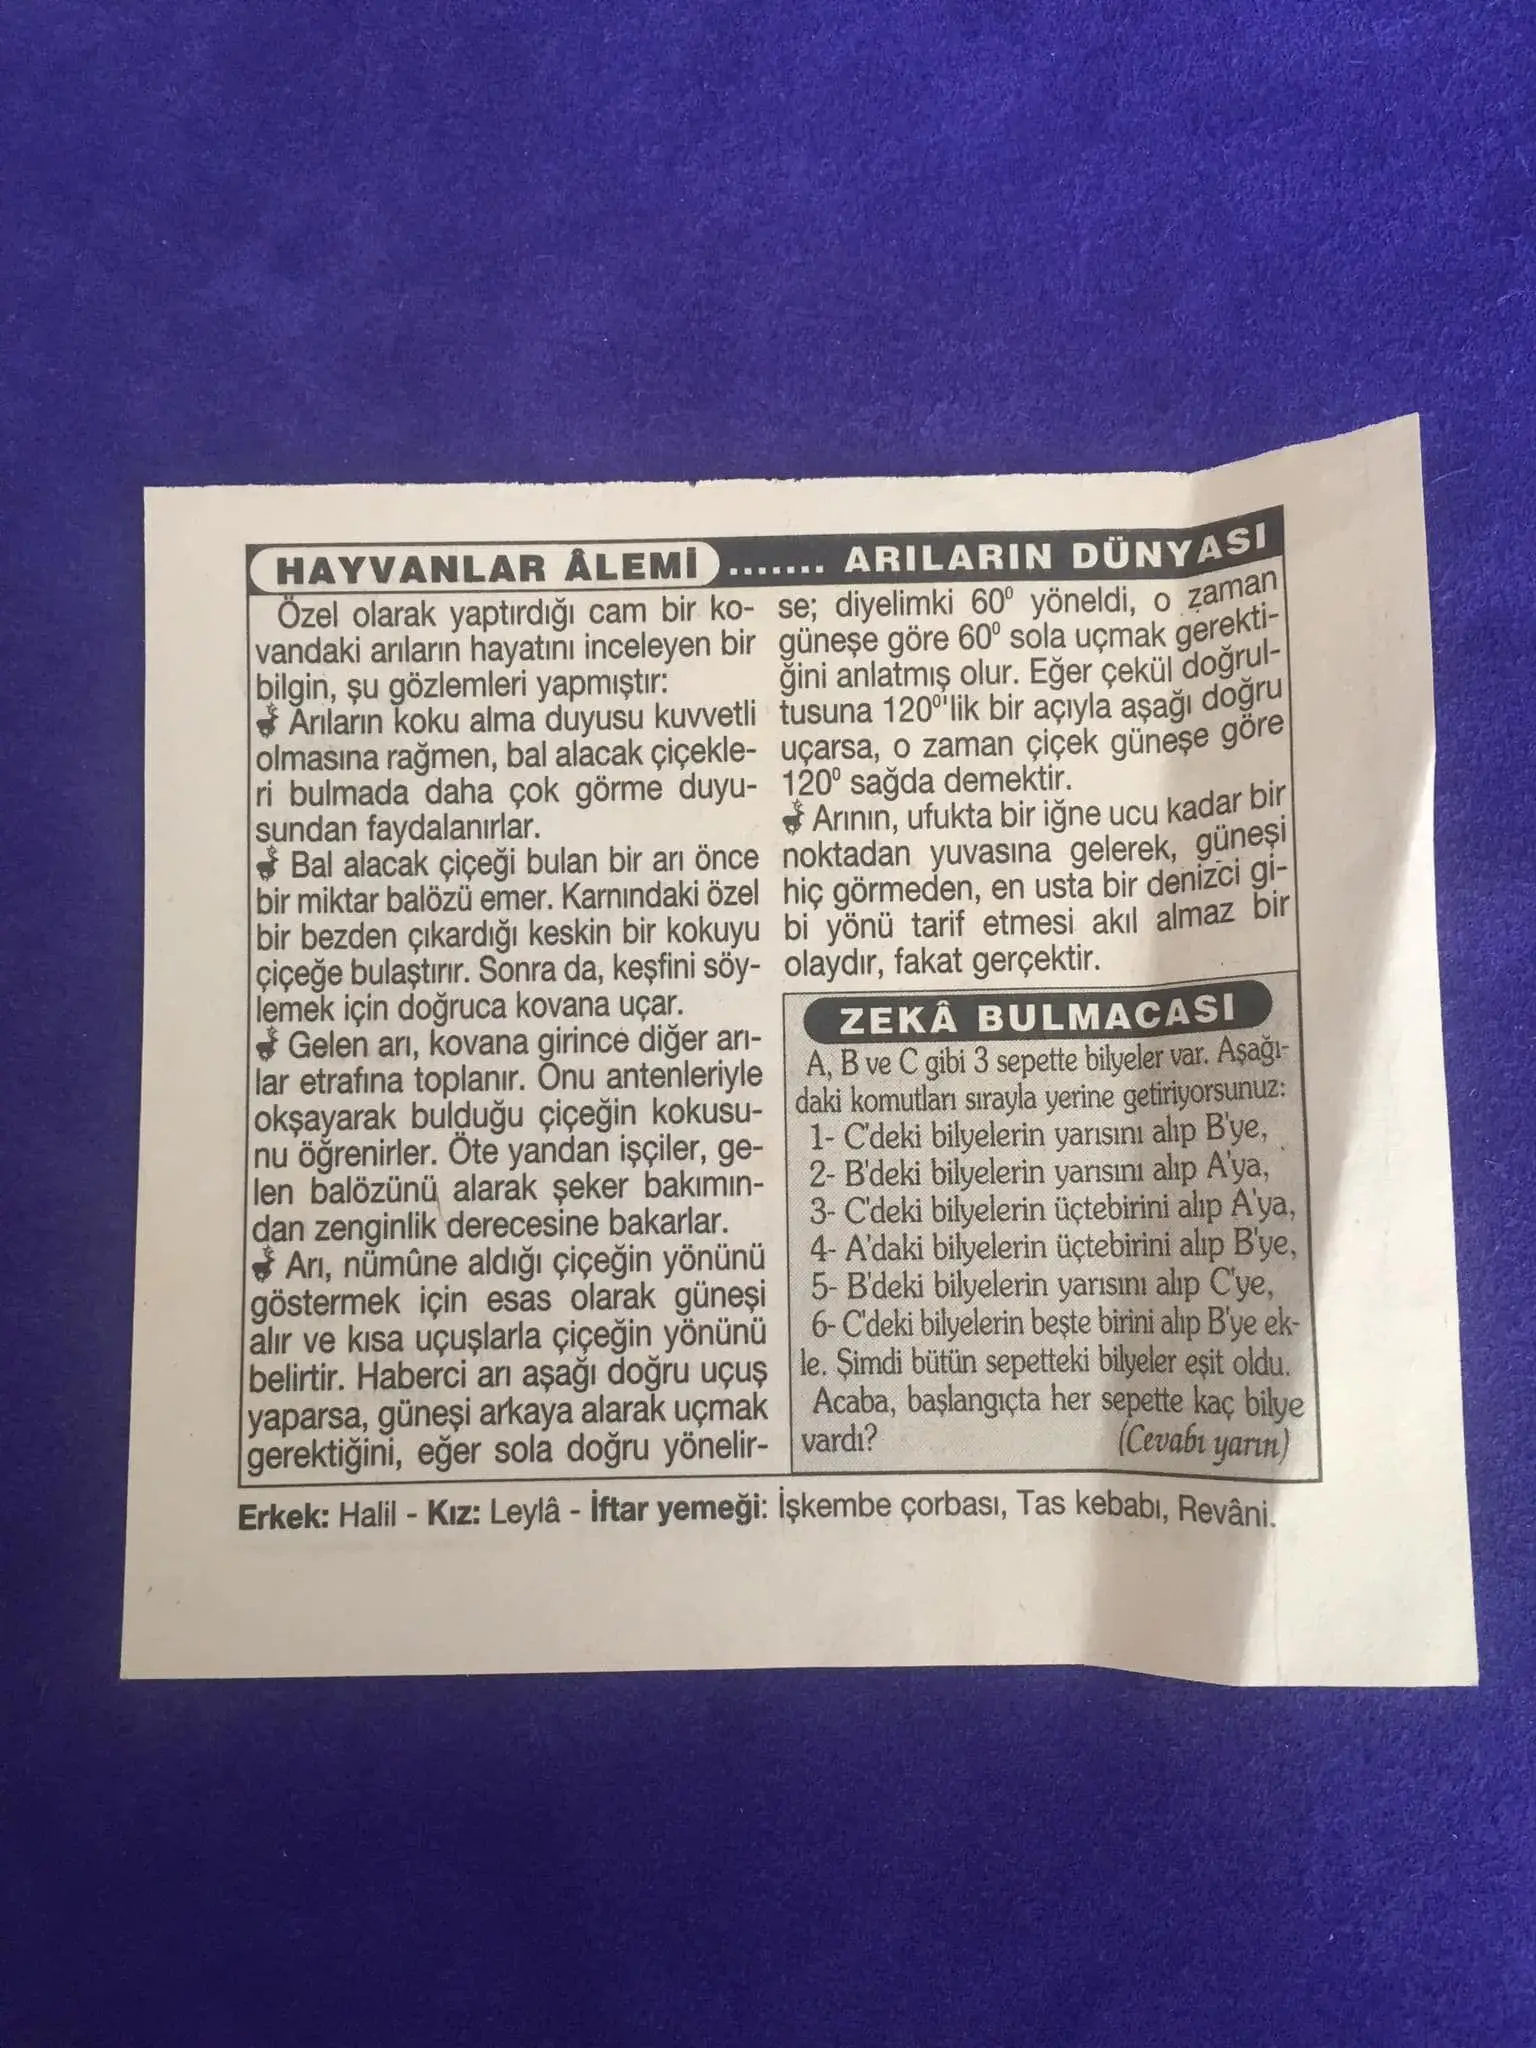 HAYVANLAR ÂLEMİ ....... ARILARIN DÜNYASI
Özel olarak yaptırdığı cam bir ko-
vandaki arıların hayatını inceleyen bir
bilgin, şu gözlemleri yapmıştır:
Arıların koku alma duyusu kuvvetli
olmasına rağmen, bal alacak çiçekle-
ri bulmada daha çok görme duyu-
sundan faydalanırlar.
Bal alacak çiçeği bulan bir arı önce
bir miktar balözü emer. Karnındaki özel
bir bezden çıkardığı keskin bir kokuyu
çiçeğe bulaştırır. Sonra da, keşfini söy-
lemek için doğruca kovana uçar.
Gelen arı, kovana girince diğer arı-
lar etrafına toplanır. Onu antenleriyle
okşayarak bulduğu çiçeğin kokusu-
nu öğrenirler. Öte yandan işçiler, ge-
len balözünü alarak şeker bakımın-
dan zenginlik derecesine bakarlar.
Arı, nümûne aldığı çiçeğin yönünü
göstermek için esas olarak güneşi
alır ve kısa uçuşlarla çiçeğin yönünü
belirtir. Haberci arı aşağı doğru uçuş
yaparsa, güneşi arkaya alarak uçmak
gerektiğini, eğer sola doğru yönelir-
se; diyelimki 60⁰ yöneldi, o zaman
güneşe göre 60⁰ sola uçmak gerekti-
ğini anlatmış olur. Eğer çekül doğrul-
tusuna 120⁰'lik bir açıyla aşağı doğru
uçarsa, o zaman çiçek güneşe göre
120⁰ sağda demektir.
Arının, ufukta bir iğne ucu kadar bir
noktadan yuvasına gelerek, güneşi
hiç görmeden, en usta bir denizci gi-
bi yönü tarif etmesi akıl almaz bir
olaydır, fakat gerçektir.
ZEKÂ BULMACASI
A, B ve C gibi 3 sepette bilyeler var. Aşağı-
daki komutları sırayla yerine getiriyorsunuz:
1- C'deki bilyelerin yarısını alıp B'ye,
2- B'deki bilyelerin yarısını alıp A'ya,
3- C'deki bilyelerin üçtebirini alıp A'ya,
4- A'daki bilyelerin üçtebirini alıp B'ye,
5- B'deki bilyelerin yarısını alıp C'ye,
6- C'deki bilyelerin beşte birini alıp B'ye ek-
le. Şimdi bütün sepetteki bilyeler eşit oldu.
Acaba, başlangıçta her sepette kaç bilye
vardı? (Cevabı yarın)
Erkek: Halil - Kız: Leylâ - İftar yemeği: İşkembe çorbası, Tas kebabı, Revâni.